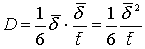 D = 1/6 δ̄ · δ̄/t̄ = 1/6 δ̄²/t̄